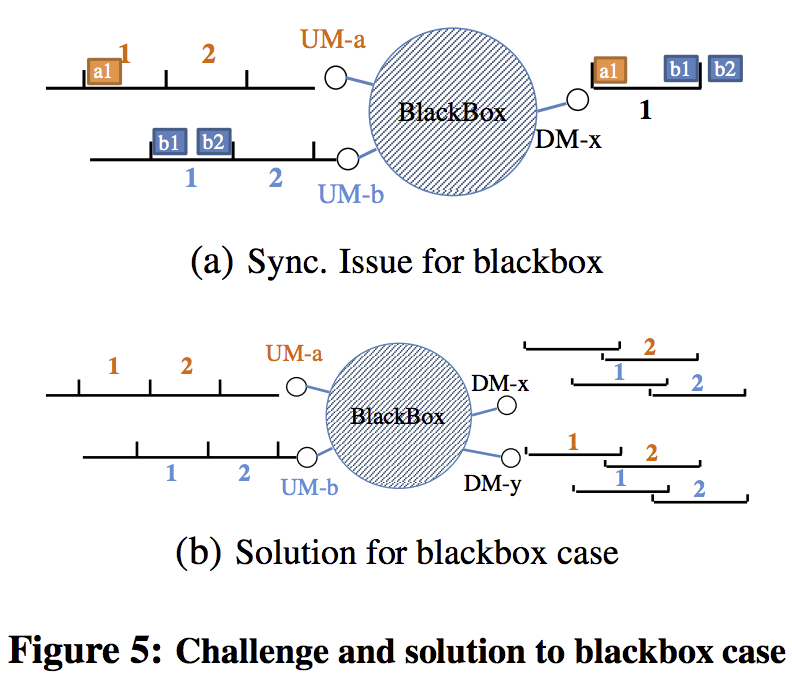 UM-a
1 2
a1
BlackBox
a1 b1 b2
1
DM-x
b1 b2
1 2
UM-b
(a) Sync. Issue for blackbox
UM-a
1 2
2
1 2
DM-x
BlackBox
1 2
1 2
DM-y
1 2
UM-b
(b) Solution for blackbox case
Figure 5: Challenge and solution to blackbox case